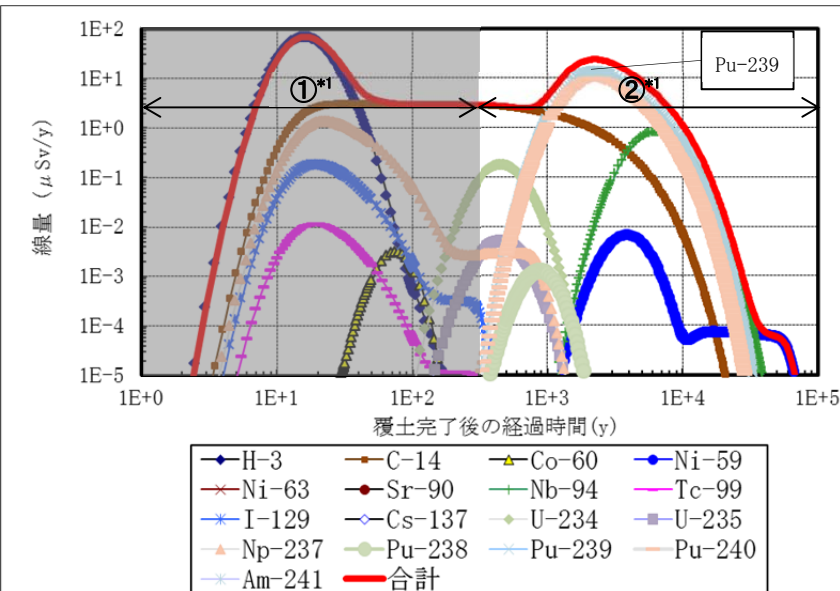 1E+2
1E+1
1E+0
1E-1
1E-2
1E-3
1E-4
1E-5
線量 (μSv/y)
①*1
②*1
Pu-239
1E+0 1E+1 1E+2 1E+3 1E+4 1E+5
覆土完了後の経過時間(y)
H-3 C-14 Co-60 Ni-59
Ni-63 Sr-90 Nb-94 Tc-99
I-129 Cs-137 U-234 U-235
Np-237 Pu-238 Pu-239 Pu-240
Am-241 合計